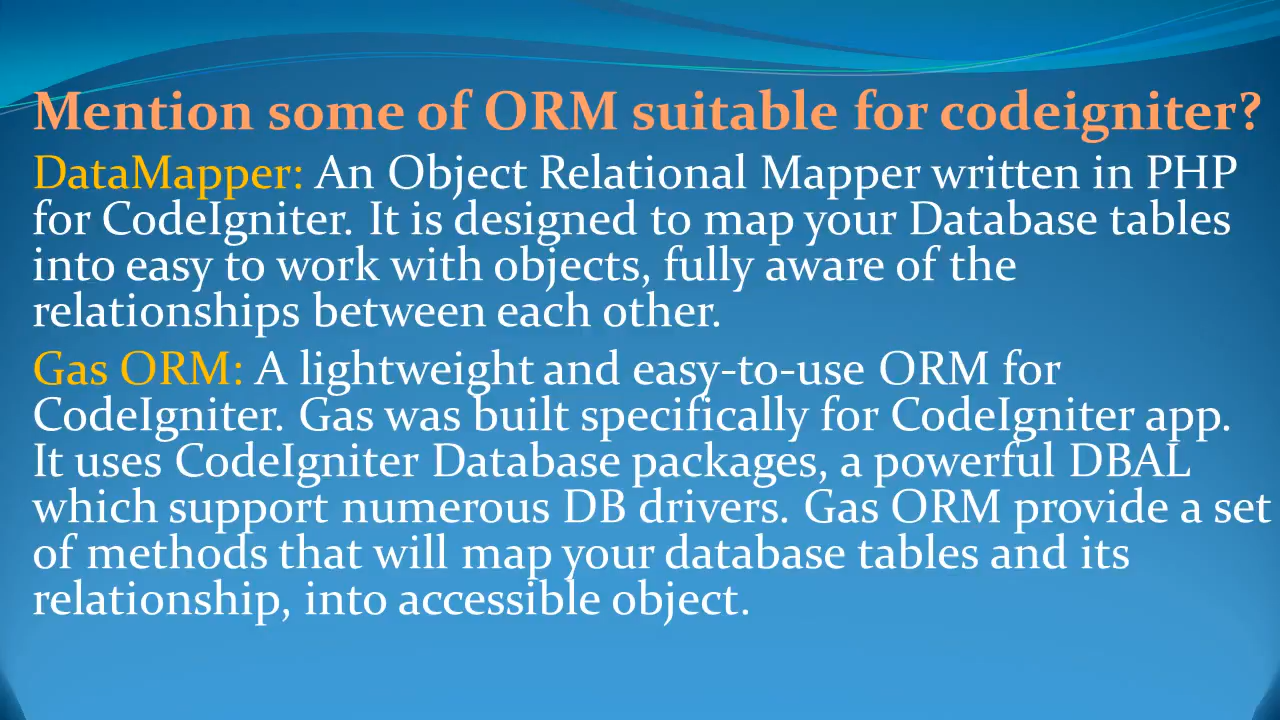 Mention some of ORM suitable for codeigniter?
DataMapper: An Object Relational Mapper written in PHP
for CodeIgniter. It is designed to map your Database tables
into easy to work with objects, fully aware of the
relationships between each other.
Gas ORM: A lightweight and easy-to-use ORM for
CodeIgniter. Gas was built specifically for CodeIgniter app.
It uses CodeIgniter Database packages, a powerful DBAL
which support numerous DB drivers. Gas ORM provide a set
of methods that will map your database tables and its
relationship, into accessible object.